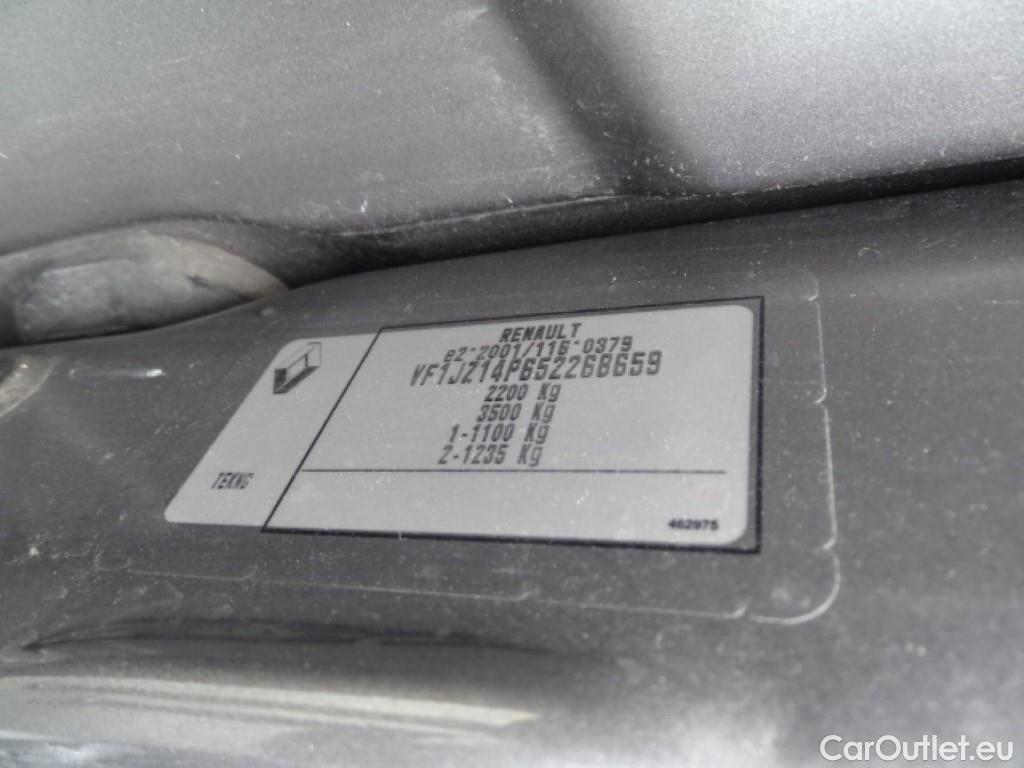 RENAULT
e2*2001/116*0379
VF1JZ14P652268659
2200 Kg
3500 Kg
1-1100 Kg
2-1235 Kg
TEKNG
462975
CarOutlet.eu